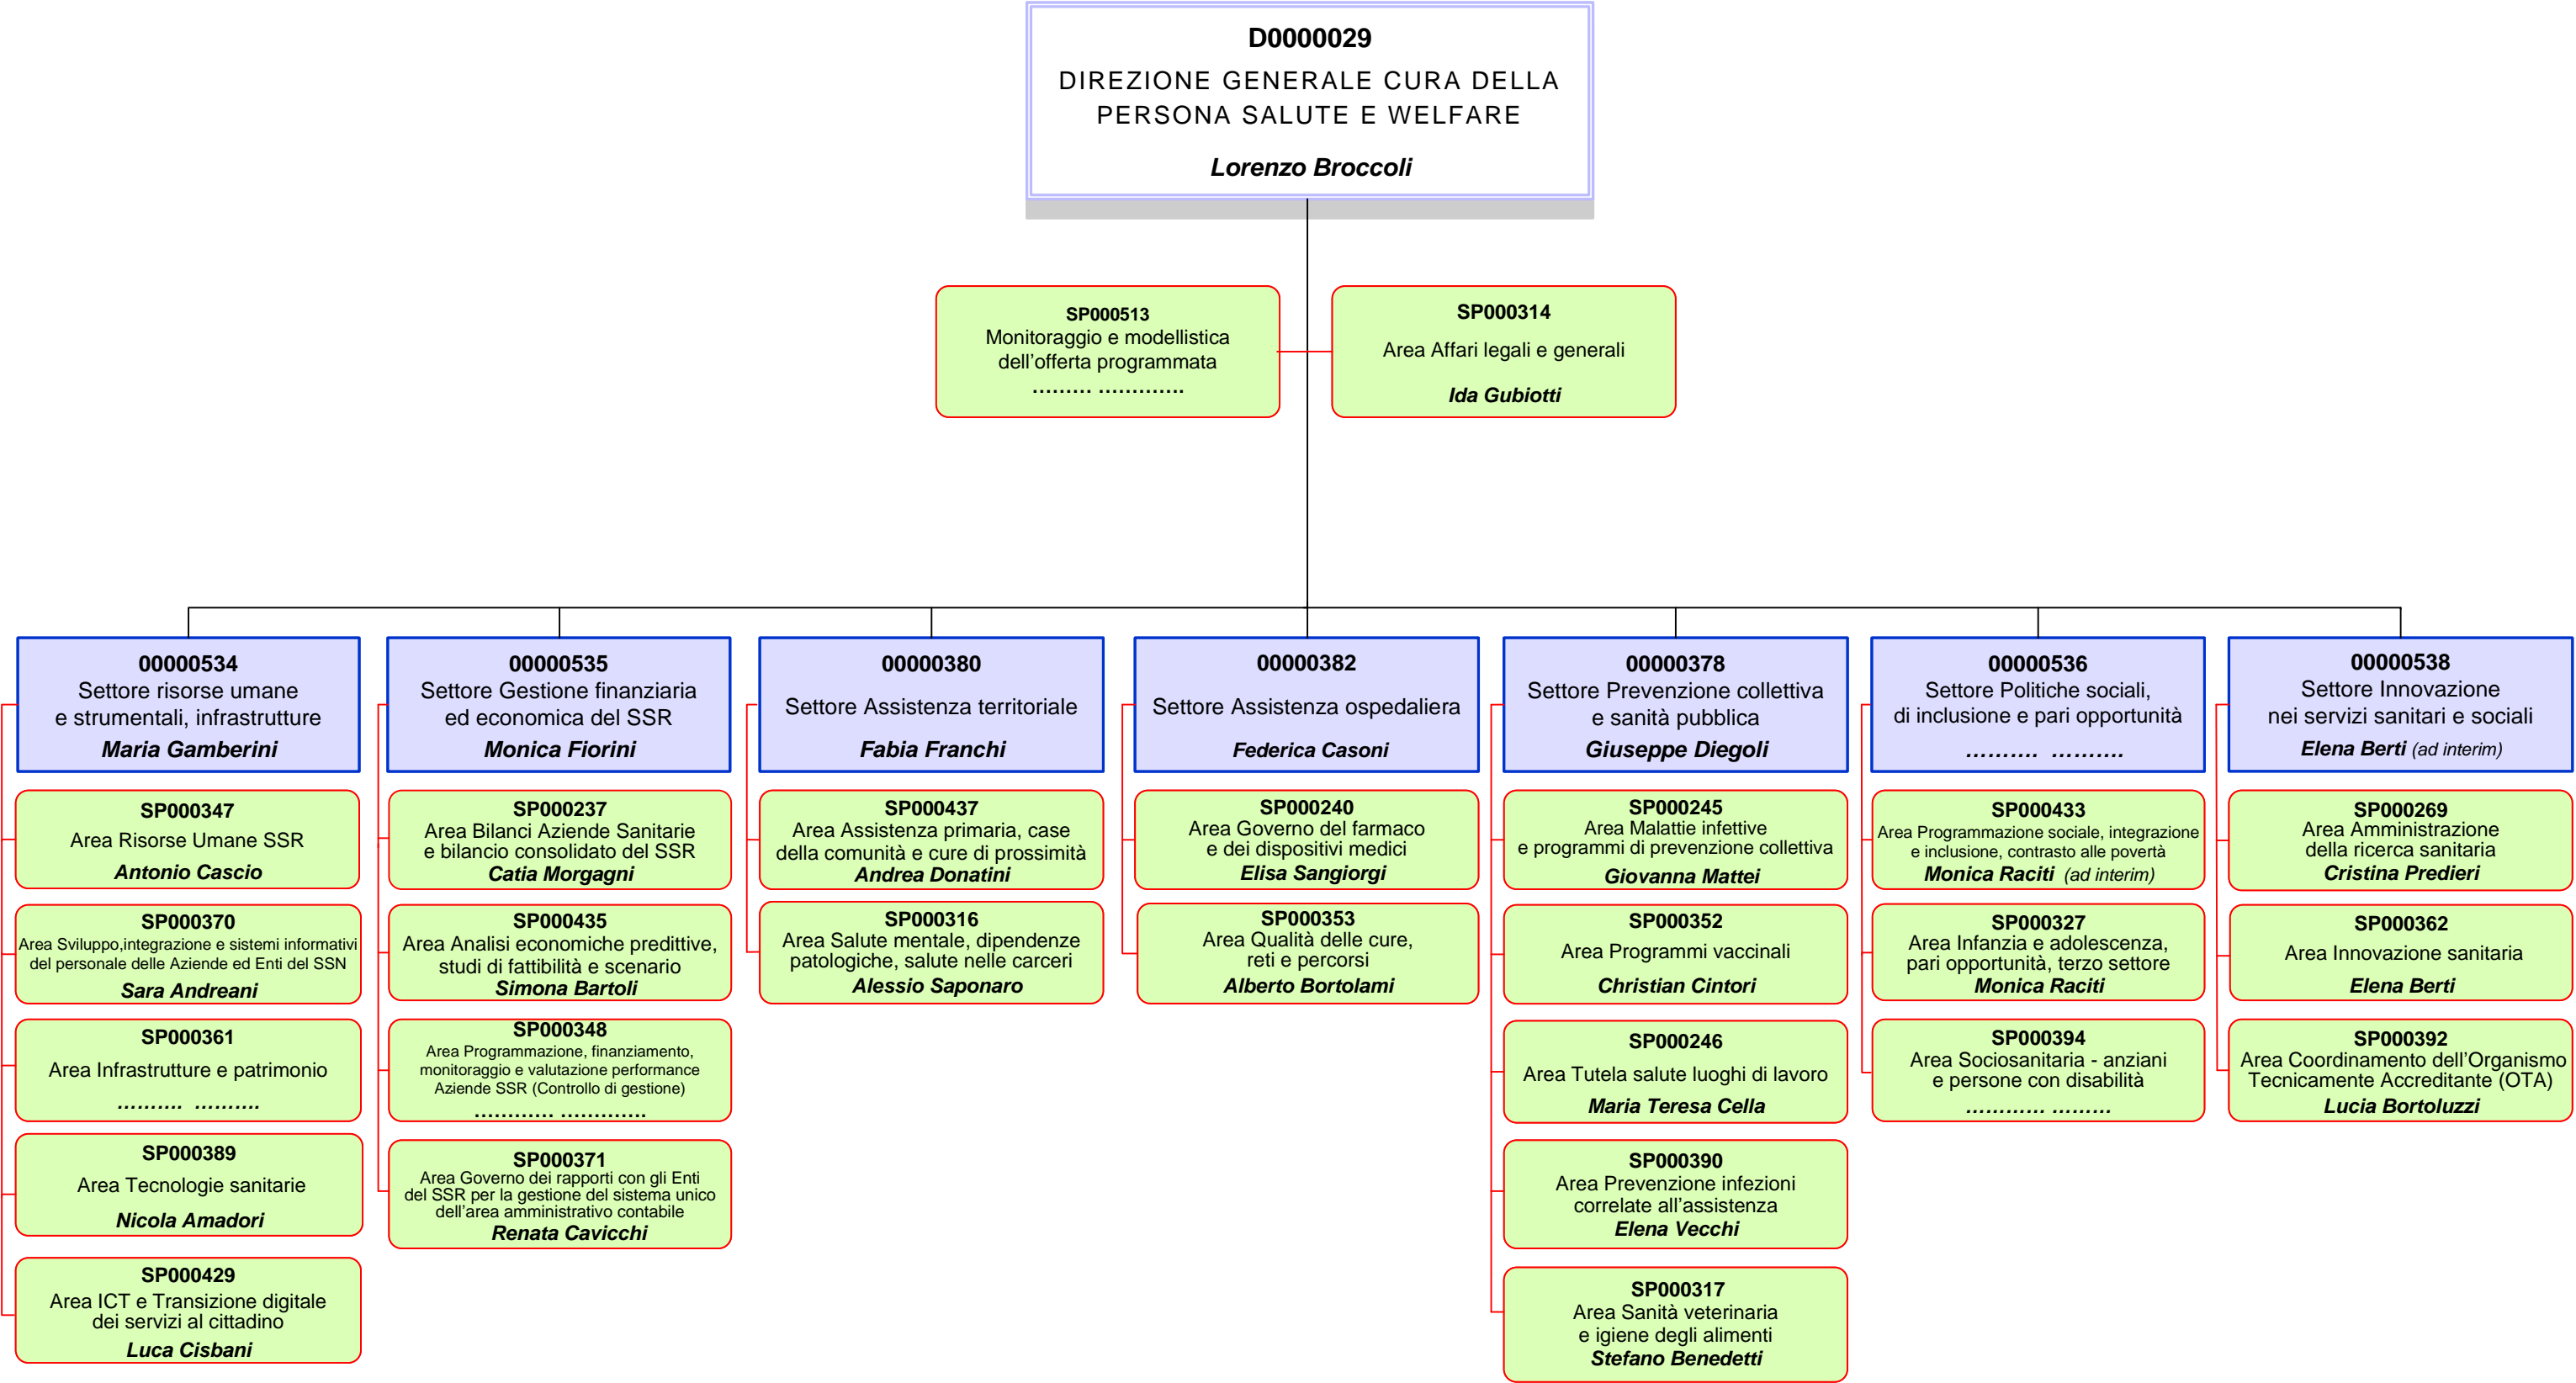 D0000029
DIREZIONE GENERALE CURA DELLA
PERSONA SALUTE E WELFARE
Lorenzo Broccoli
SP000513
Monitoraggio e modellistica
dell’offerta programmata
……… ………….
SP000314
Area Affari legali e generali
Ida Gubiotti
00000534
Settore risorse umane
e strumentali, infrastrutture
Maria Gamberini
SP000347
Area Risorse Umane SSR
Antonio Cascio
SP000370
Area Sviluppo,integrazione e sistemi informativi
del personale delle Aziende ed Enti del SSN
Sara Andreani
SP000361
Area Infrastrutture e patrimonio
………. ……….
SP000389
Area Tecnologie sanitarie
Nicola Amadori
SP000429
Area ICT e Transizione digitale
dei servizi al cittadino
Luca Cisbani
00000535
Settore Gestione finanziaria
ed economica del SSR
Monica Fiorini
SP000237
Area Bilanci Aziende Sanitarie
e bilancio consolidato del SSR
Catia Morgagni
SP000435
Area Analisi economiche predittive,
studi di fattibilità e scenario
Simona Bartoli
SP000348
Area Programmazione, finanziamento,
monitoraggio e valutazione performance
Aziende SSR (Controllo di gestione)
………… ………….
SP000371
Area Governo dei rapporti con gli Enti
del SSR per la gestione del sistema unico
dell’area amministrativo contabile
Renata Cavicchi
00000380
Settore Assistenza territoriale
Fabia Franchi
SP000437
Area Assistenza primaria, case
della comunità e cure di prossimità
Andrea Donatini
SP000316
Area Salute mentale, dipendenze
patologiche, salute nelle carceri
Alessio Saponaro
00000382
Settore Assistenza ospedaliera
Federica Casoni
SP000240
Area Governo del farmaco
e dei dispositivi medici
Elisa Sangiorgi
SP000353
Area Qualità delle cure,
reti e percorsi
Alberto Bortolami
00000378
Settore Prevenzione collettiva
e sanità pubblica
Giuseppe Diegoli
SP000245
Area Malattie infettive
e programmi di prevenzione collettiva
Giovanna Mattei
SP000352
Area Programmi vaccinali
Christian Cintori
SP000246
Area Tutela salute luoghi di lavoro
Maria Teresa Cella
SP000390
Area Prevenzione infezioni
correlate all’assistenza
Elena Vecchi
SP000317
Area Sanità veterinaria
e igiene degli alimenti
Stefano Benedetti
00000536
Settore Politiche sociali,
di inclusione e pari opportunità
………. ……….
SP000433
Area Programmazione sociale, integrazione
e inclusione, contrasto alle povertà
Monica Raciti (ad interim)
SP000327
Area Infanzia e adolescenza,
pari opportunità, terzo settore
Monica Raciti
SP000394
Area Sociosanitaria - anziani
e persone con disabilità
………… ………
00000538
Settore Innovazione
nei servizi sanitari e sociali
Elena Berti (ad interim)
SP000269
Area Amministrazione
della ricerca sanitaria
Cristina Predieri
SP000362
Area Innovazione sanitaria
Elena Berti
SP000392
Area Coordinamento dell’Organismo
Tecnicamente Accreditante (OTA)
Lucia Bortoluzzi